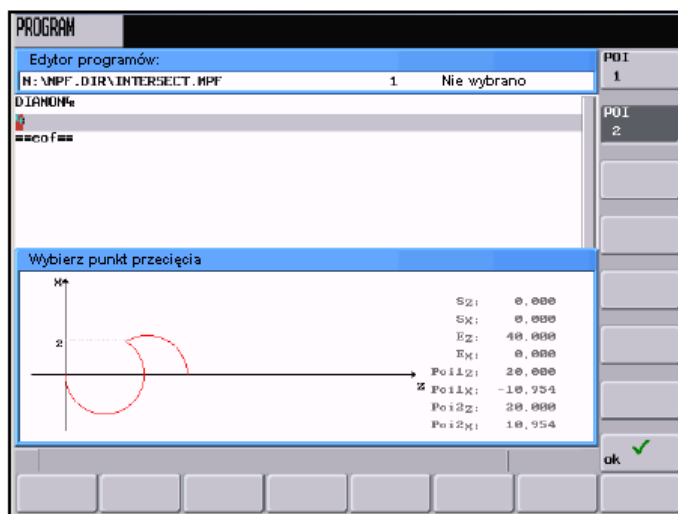 PROGRAM
Edytor programów:
N:\MPF.DIR\INTERSECT.MPF 1 Nie wybrano
DIAMON¶
==eof==
Wybierz punkt przecięcia
X
2
Z
SZ: 0,000
SX: 0,000
EZ: 40.000
EX: 0,000
Poi1Z: 20,000
Poi1X: -10,954
Poi2Z: 20.000
Poi2X: 10,954
POI
1
POI
2
ok